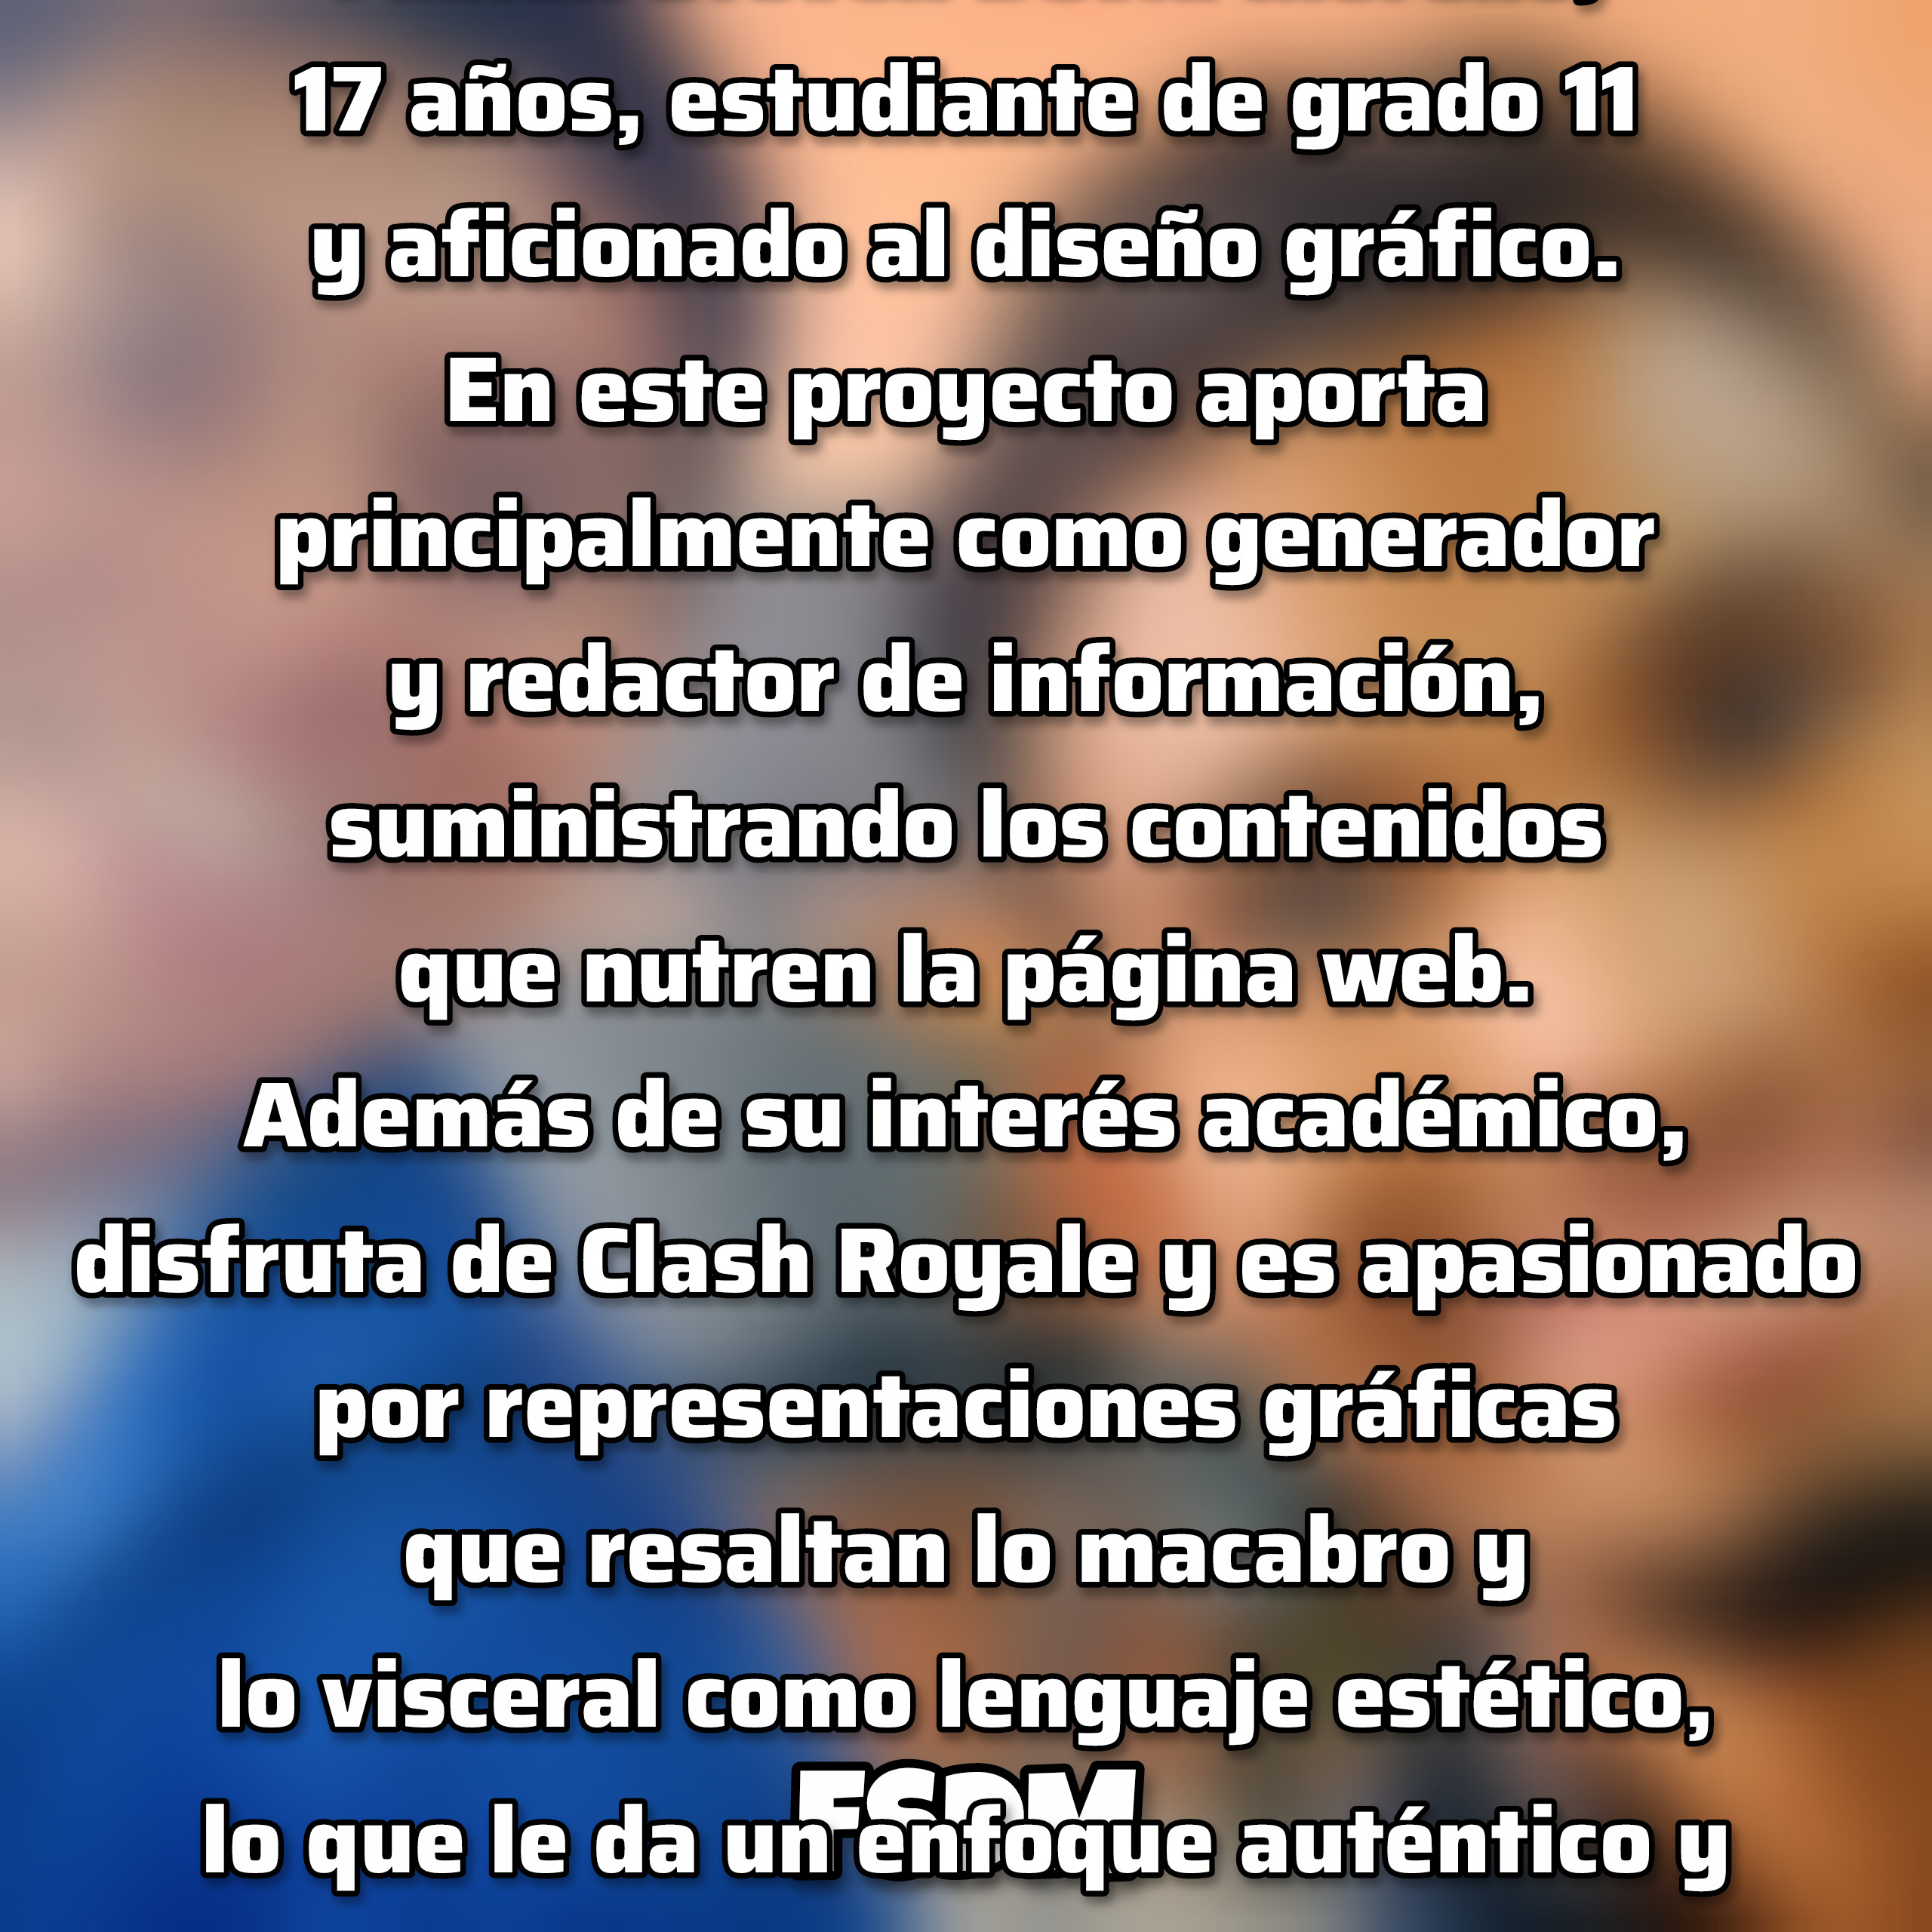 17 años, estudiante de grado 11
y aficionado al diseño gráfico.
En este proyecto aporta
principalmente como generador
y redactor de información,
suministrando los contenidos
que nutren la página web.
Además de su interés académico,
disfruta de Clash Royale y es apasionado
por representaciones gráficas
que resaltan lo macabro y
lo visceral como lenguaje estético,
lo que le da un enfoque auténtico y